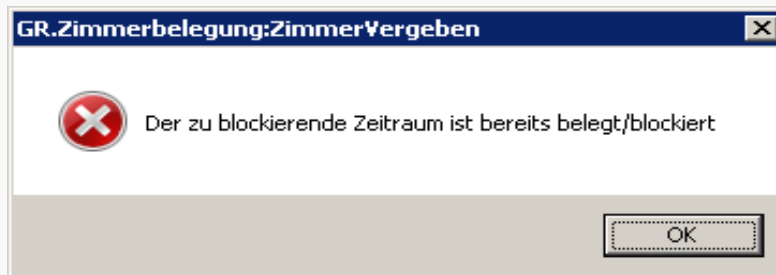 GR.Zimmerbelegung:ZimmerVergeben
Der zu blockierende Zeitraum ist bereits belegt/blockiert
OK